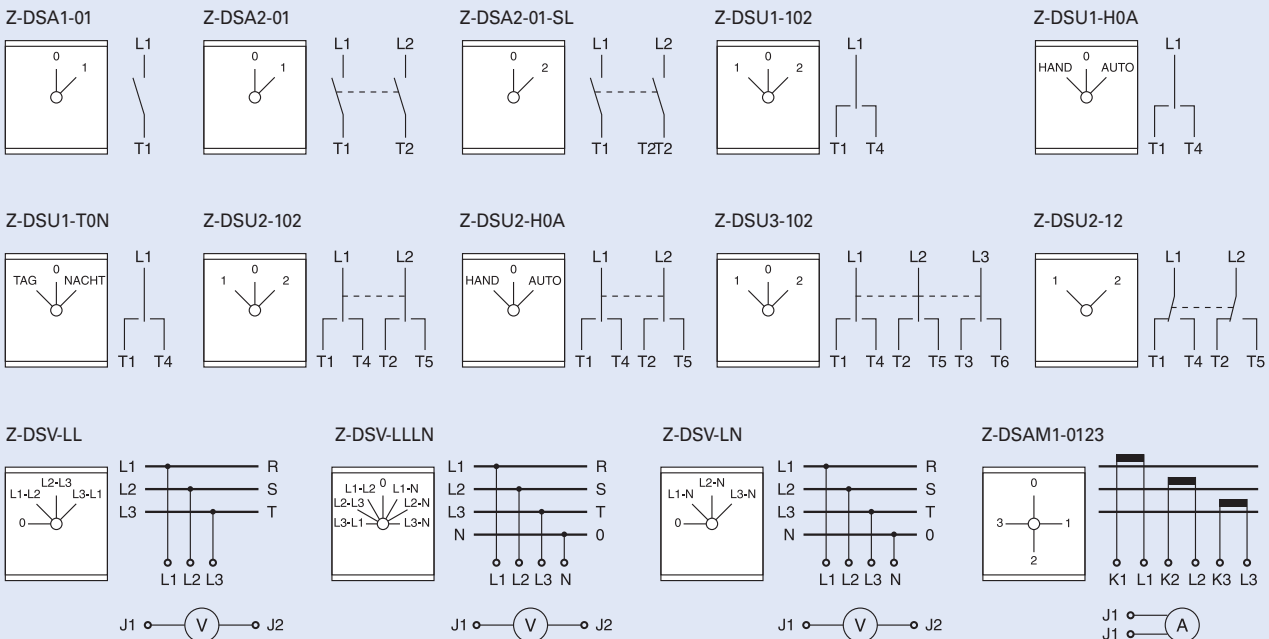 Z-DSA1-01 Z-DSA2-01 Z-DSA2-01-SL Z-DSU1-102 Z-DSU1-H0A
L1 L1 L2 L1 L2 L1 L1
0 0 0 0 0
1 1 2 1 2 HAND AUTO
T1 T1 T2 T1 T2T2 T1 T4 T1 T4
Z-DSU1-T0N Z-DSU2-102 Z-DSU2-H0A Z-DSU3-102 Z-DSU2-12
L1 L1 L2 L1 L2 L1 L2 L3 L1 L2
0 0 0 0
TAG NACHT 1 2 HAND AUTO 1 2 1 2
T1 T4 T1 T4 T2 T5 T1 T4 T2 T5 T1 T4 T2 T5 T3 T6 T1 T4 T2 T5
Z-DSV-LL Z-DSV-LLLN Z-DSV-LN Z-DSAM1-0123
L2-L3
L1-L2 L3-L1
0
L1 R
L2 S
L3 T
L1 L2 L3
J1 V J2
0
L1-L2 L1-N
L2-L3 L2-N
L3-L1 L3-N
L1 R
L2 S
L3 T
N 0
L1 L2 L3 N
J1 V J2
L2-N
L1-N L3-N
0
L1 R
L2 S
L3 T
N 0
L1 L2 L3 N
J1 V J2
0
3 1
2
K1 L1 K2 L2 K3 L3
J1
J1 A